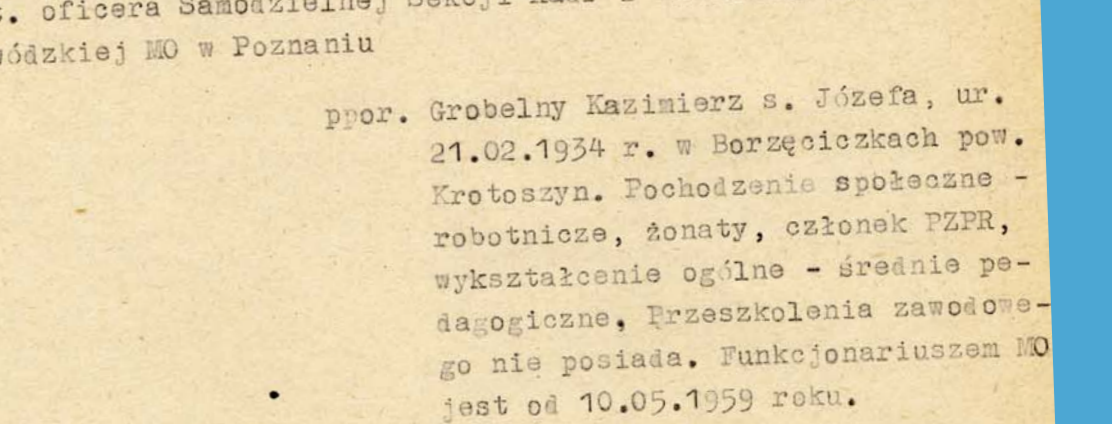 oficera Samodzielnej Sekcji
wódzkiej MO w Poznaniu
ppor. Grobelny Kazimierz s. Józefa, ur.
21.02.1934 r. w Borzęciczkach pow.
Krotoszyn. Pochodzenie społeczne -
robotnicze, żonaty, członek PZPR,
wykształcenie ogólne - średnie pe-
dagogiczne, Przeszkolenia zawodowe-
go nie posiada. Funkcjonariuszem MO
jest od 10.05.1959 roku.